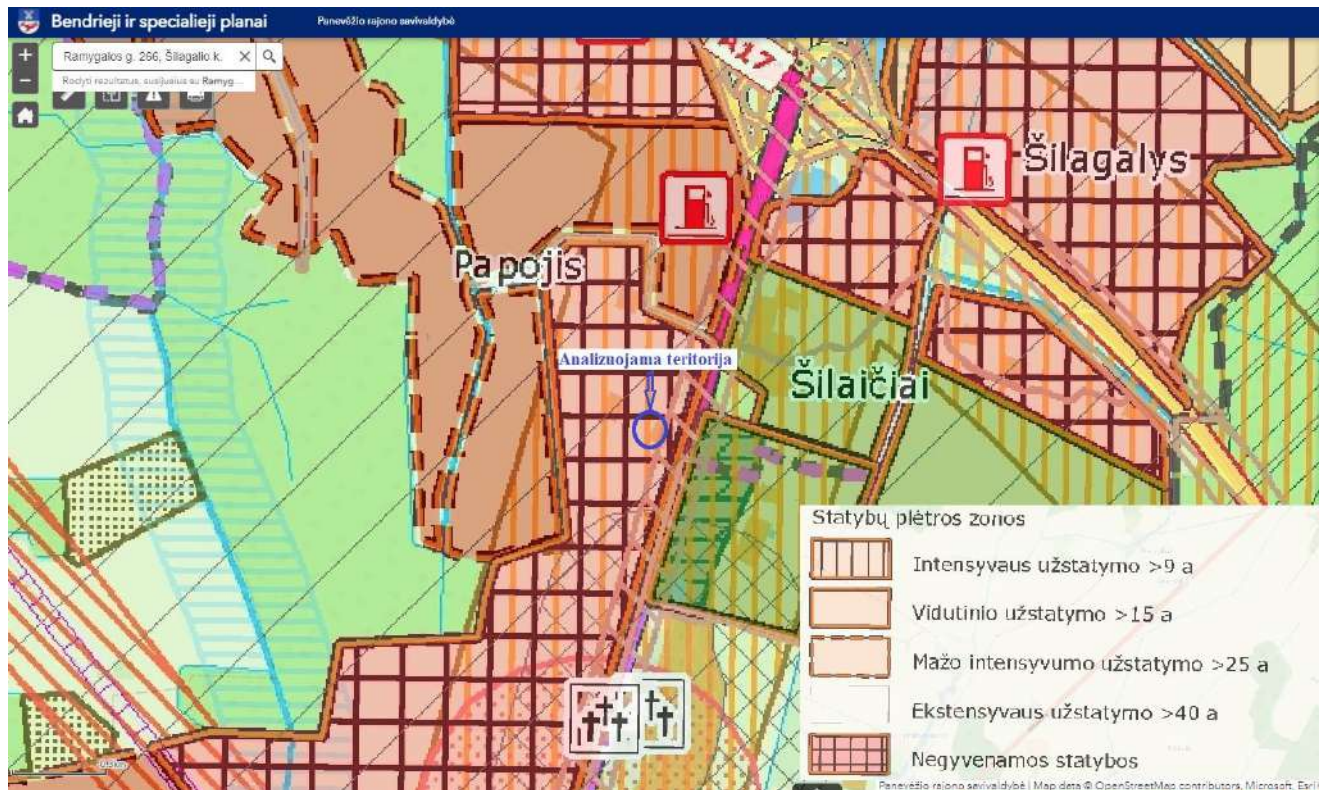 Bendrieji ir specialieji planai
Panevėžio rajono savivaldybė
+
Ramygalos g. 266, Šilagalio k.
Rodyti rezultatus, susijusius su Ramyg...
−
A17
Šilagalys
Papojis
Analizuojama teritorija
Šilaičiai
Statybų plėtros zonos
Intensyvaus užstatymo >9 a
Vidutinio užstatymo >15 a
Mažo intensyvumo užstatymo >25 a
Ekstensyvaus užstatymo >40 a
Negyvenamos statybos
Panevėžio rajono savivaldybė | Map data © OpenStreetMap contributors, Microsoft, Esri